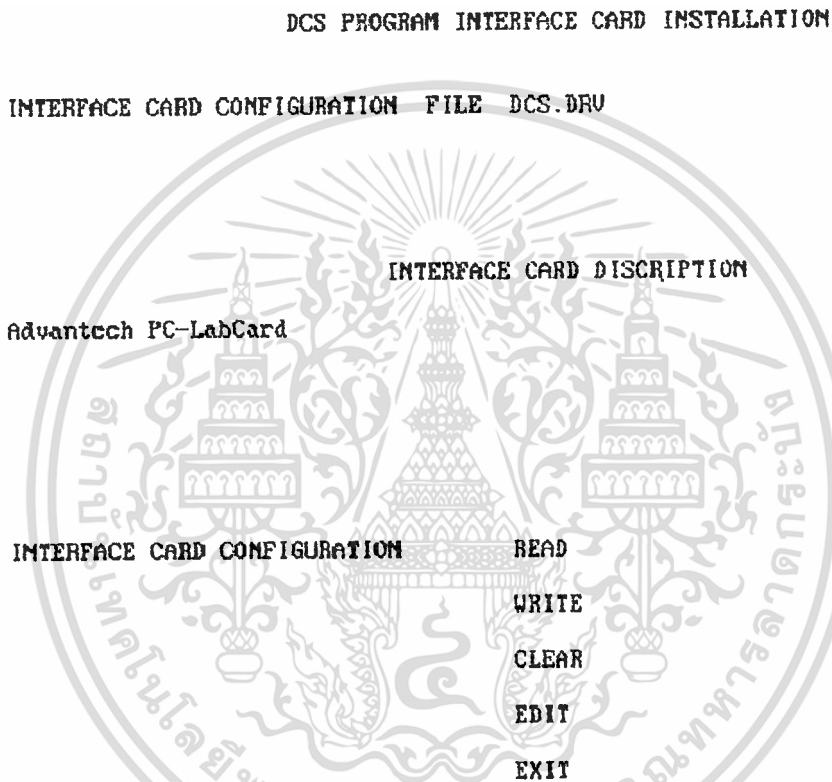 DCS PROGRAM INTERFACE CARD INSTALLATION
INTERFACE CARD CONFIGURATION FILE DCS.DRV
INTERFACE CARD DISCRIPTION
Advantech PC-LabCard
INTERFACE CARD CONFIGURATION READ
WRITE
CLEAR
EDIT
EXIT